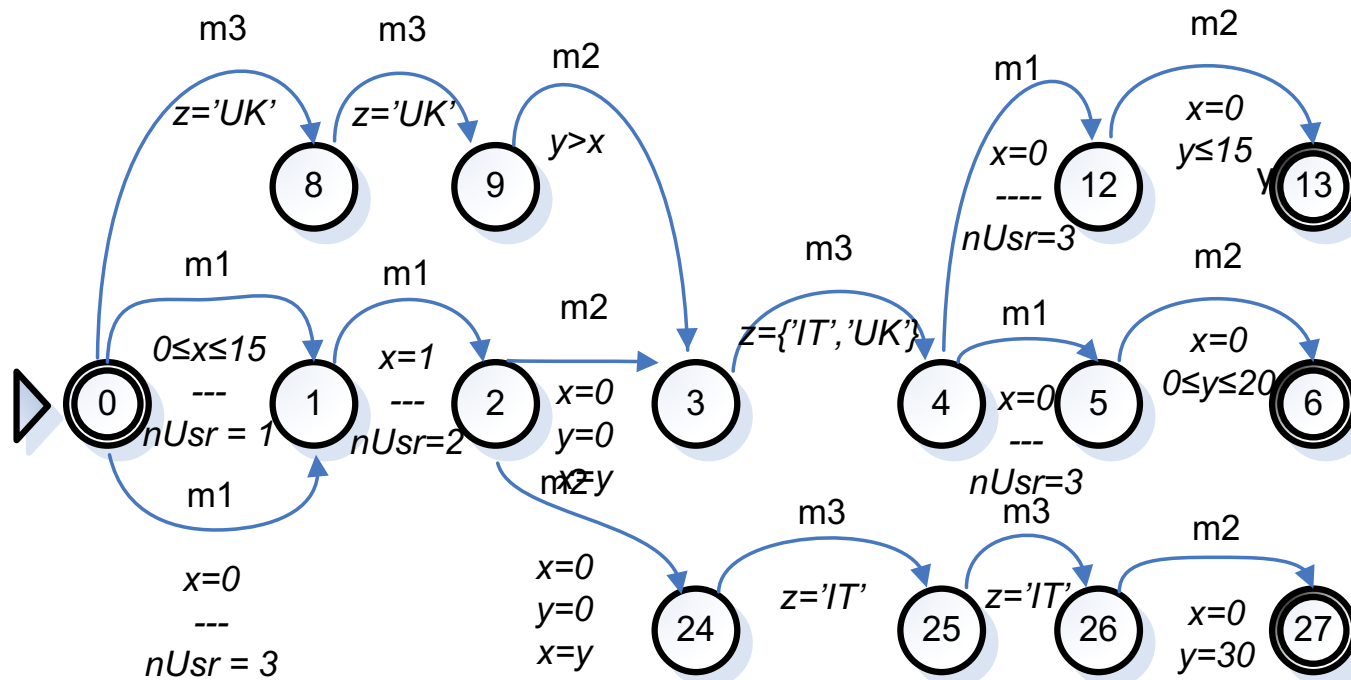 m3
m3
m2
z='UK'
z='UK'
y>x
8
9
m1
m2
x=0
----
nUsr=3
x=0
y≤15
12
y
13
m1
0≤x≤15
---
nUsr = 1
m1
x=1
---
nUsr=2
m2
x=0
y=0
x=y
m3
z={'IT','UK'}
m1
x=0
---
nUsr=3
m2
x=0
0≤y≤20
0
1
2
3
4
5
6
m1
x=0
---
nUsr = 3
m2
x=0
y=0
x=y
m3
z='IT'
m3
z='IT'
m2
x=0
y=30
24
25
26
27